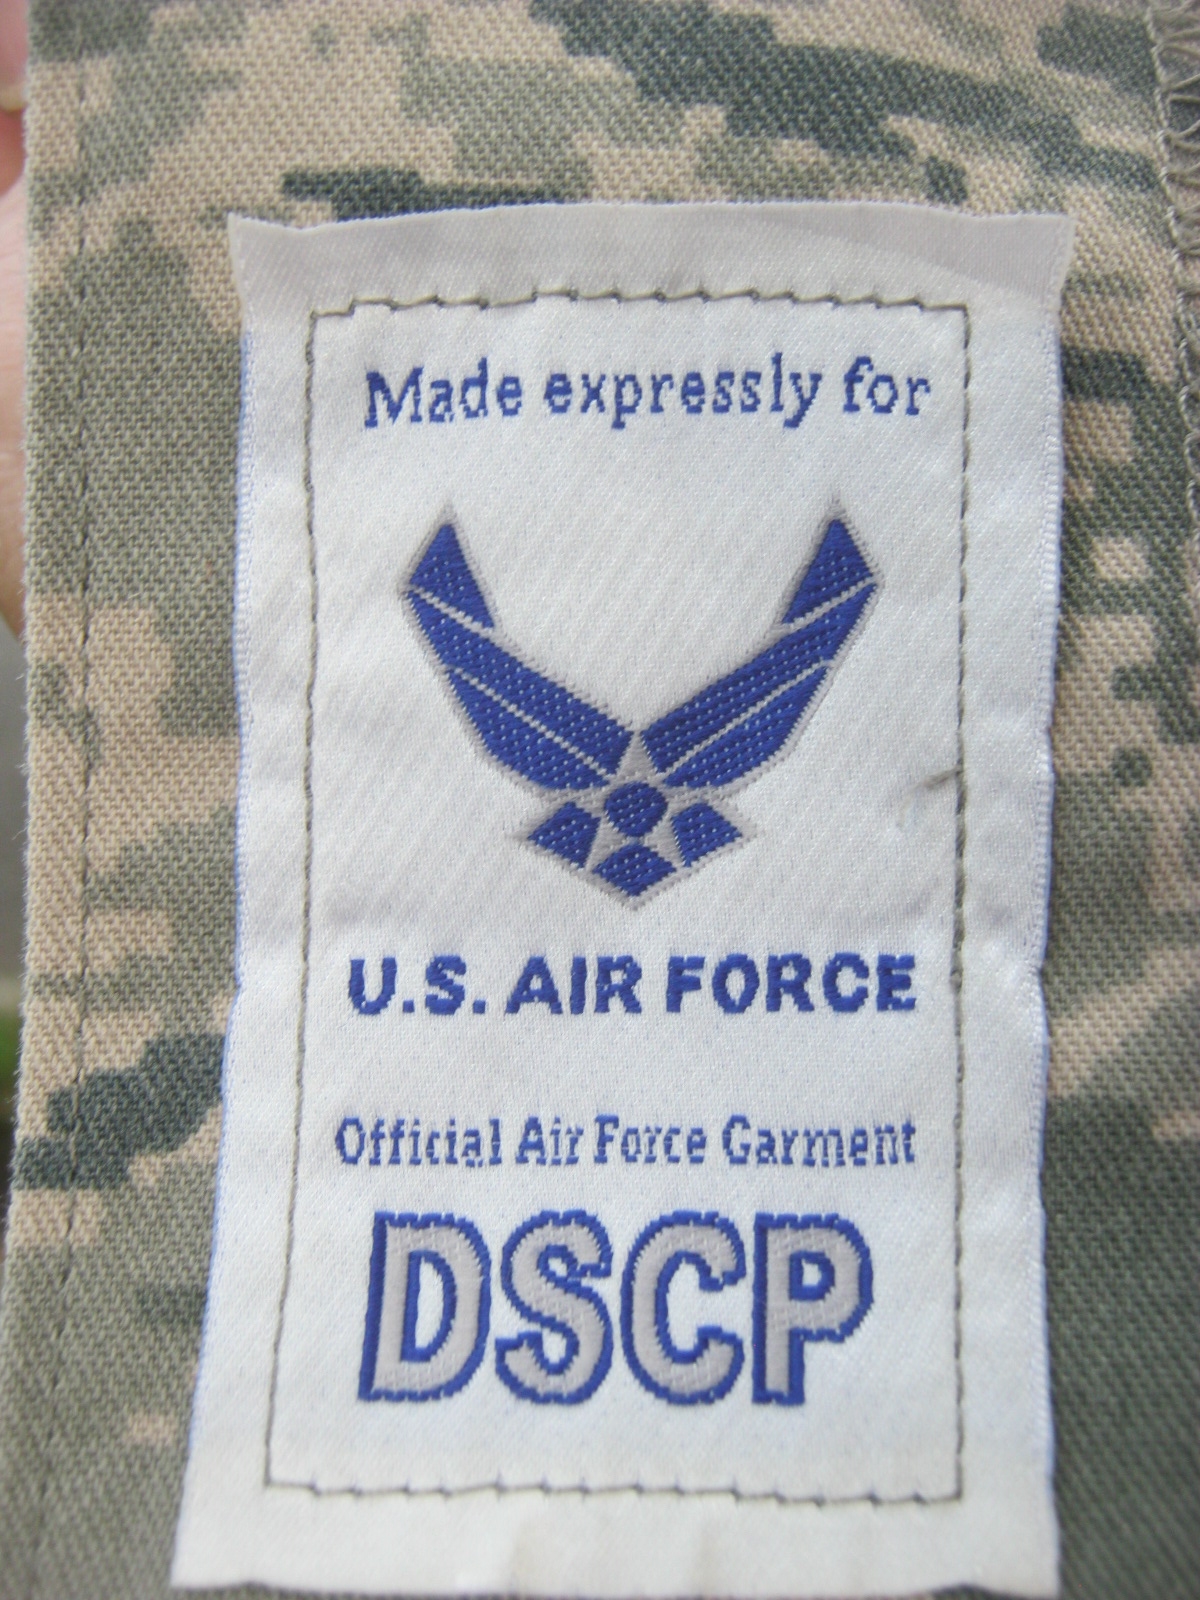 Made expressly for
U.S. AIR FORCE
Official Air Force Garment
DSCP